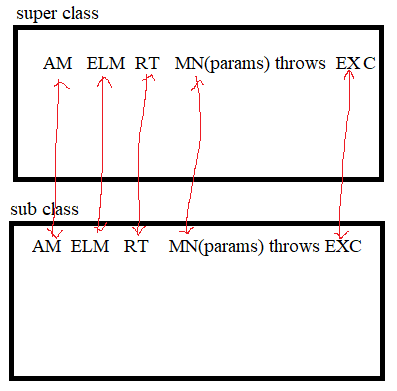 super class
AM ELM RT MN(params) throws EXC
sub class
AM ELM RT MN(params) throws EXC